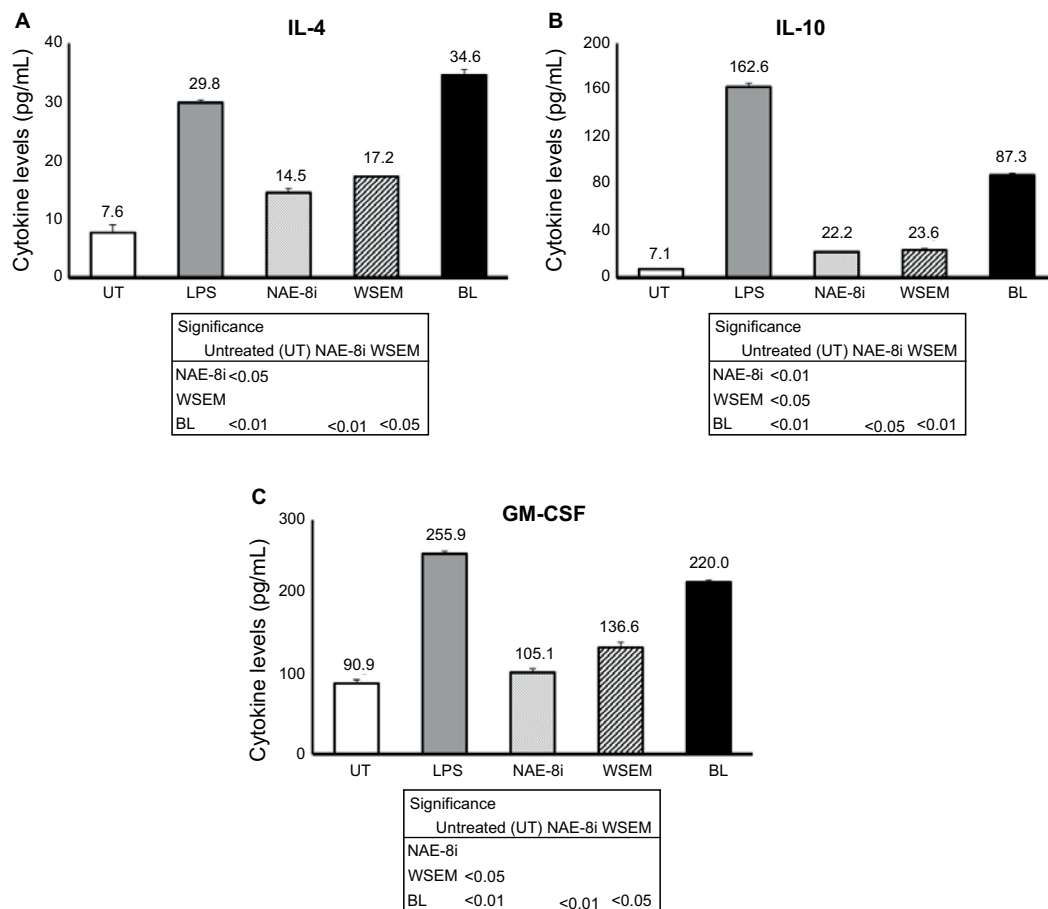 A
IL-4
Cytokine levels (pg/mL)
40
30
20
10
0
7.6
29.8
14.5
17.2
34.6
UT LPS NAE-8i WSEM BL
Significance
Untreated (UT) NAE-8i WSEM
NAE-8i <0.05
WSEM
BL <0.01 <0.01 <0.05
B
IL-10
Cytokine levels (pg/mL)
200
160
120
80
40
0
7.1
162.6
22.2
23.6
87.3
UT LPS NAE-8i WSEM BL
Significance
Untreated (UT) NAE-8i WSEM
NAE-8i <0.01
WSEM <0.05
BL <0.01 <0.05 <0.01
C
GM-CSF
Cytokine levels (pg/mL)
300
200
100
0
90.9
255.9
105.1
136.6
220.0
UT LPS NAE-8i WSEM BL
Significance
Untreated (UT) NAE-8i WSEM
NAE-8i
WSEM <0.05
BL <0.01 <0.01 <0.05